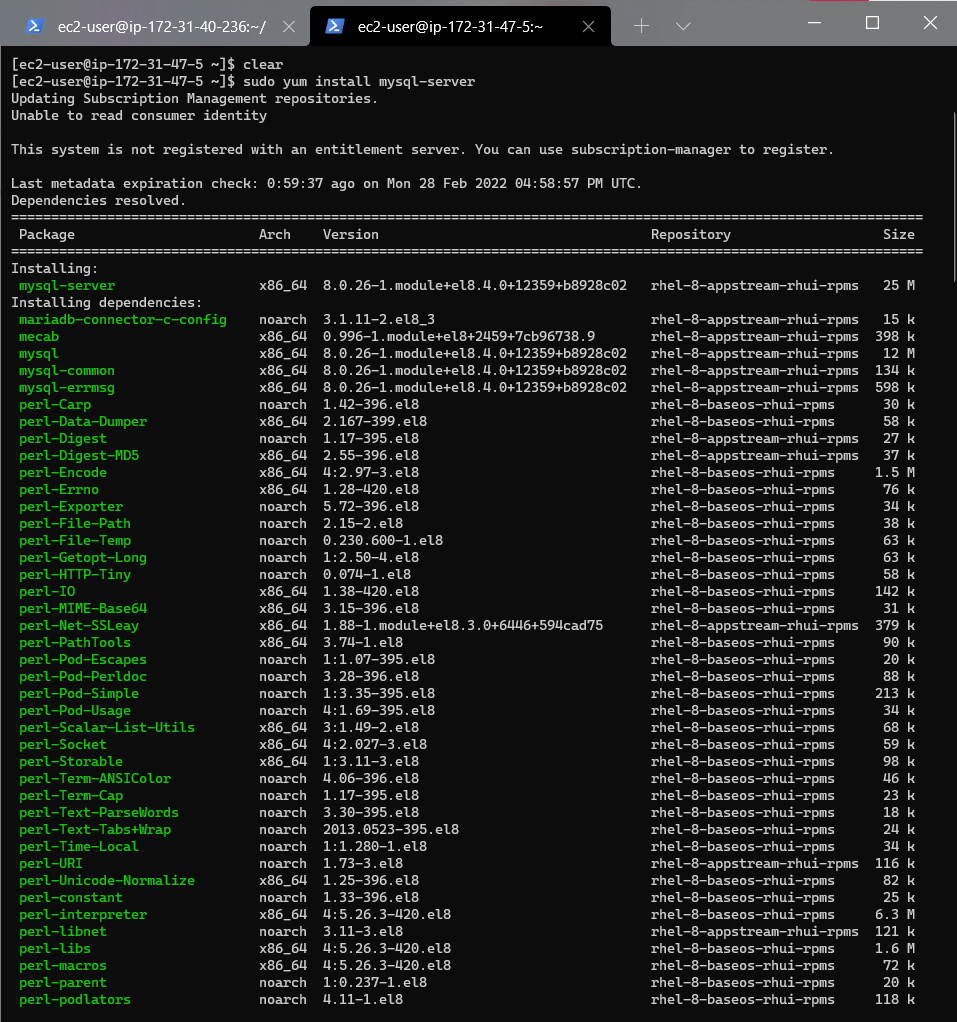 ec2-user@ip-172-31-40-236:~/
ec2-user@ip-172-31-47-5:~
[ec2-user@ip-172-31-47-5 ~]$ clear
[ec2-user@ip-172-31-47-5 ~]$ sudo yum install mysql-server
Updating Subscription Management repositories.
Unable to read consumer identity
This system is not registered with an entitlement server. You can use subscription-manager to register.
Last metadata expiration check: 0:59:37 ago on Mon 28 Feb 2022 04:58:57 PM UTC.
Dependencies resolved.
Package Arch Version Repository Size
Installing:
mysql-server x86_64 8.0.26-1.module+el8.4.0+12359+b8928c02 rhel-8-appstream-rhui-rpms 25 M
Installing dependencies:
mariadb-connector-c-config noarch 3.1.11-2.el8_3 rhel-8-appstream-rhui-rpms 15 k
mecab x86_64 0.996-1.module+el8+2459+7cb96738.9 rhel-8-appstream-rhui-rpms 398 k
mysql x86_64 8.0.26-1.module+el8.4.0+12359+b8928c02 rhel-8-appstream-rhui-rpms 12 M
mysql-common x86_64 8.0.26-1.module+el8.4.0+12359+b8928c02 rhel-8-appstream-rhui-rpms 134 k
mysql-errmsg x86_64 8.0.26-1.module+el8.4.0+12359+b8928c02 rhel-8-appstream-rhui-rpms 598 k
perl-Carp noarch 1.42-396.el8 rhel-8-baseos-rhui-rpms 30 k
perl-Data-Dumper x86_64 2.167-399.el8 rhel-8-baseos-rhui-rpms 58 k
perl-Digest noarch 1.17-395.el8 rhel-8-appstream-rhui-rpms 27 k
perl-Digest-MD5 x86_64 2.55-396.el8 rhel-8-appstream-rhui-rpms 37 k
perl-Encode x86_64 4:2.97-3.el8 rhel-8-baseos-rhui-rpms 1.5 M
perl-Errno x86_64 1.28-420.el8 rhel-8-baseos-rhui-rpms 76 k
perl-Exporter noarch 5.72-396.el8 rhel-8-baseos-rhui-rpms 34 k
perl-File-Path noarch 2.15-2.el8 rhel-8-baseos-rhui-rpms 38 k
perl-File-Temp noarch 0.230.600-1.el8 rhel-8-baseos-rhui-rpms 63 k
perl-Getopt-Long noarch 1:2.50-4.el8 rhel-8-baseos-rhui-rpms 63 k
perl-HTTP-Tiny noarch 0.074-1.el8 rhel-8-baseos-rhui-rpms 58 k
perl-IO x86_64 1.38-420.el8 rhel-8-baseos-rhui-rpms 142 k
perl-MIME-Base64 x86_64 3.15-396.el8 rhel-8-baseos-rhui-rpms 31 k
perl-Net-SSLeay x86_64 1.88-1.module+el8.3.0+6446+594cad75 rhel-8-appstream-rhui-rpms 379 k
perl-PathTools x86_64 3.74-1.el8 rhel-8-baseos-rhui-rpms 90 k
perl-Pod-Escapes noarch 1:1.07-395.el8 rhel-8-baseos-rhui-rpms 20 k
perl-Pod-Perldoc noarch 3.28-396.el8 rhel-8-baseos-rhui-rpms 88 k
perl-Pod-Simple noarch 1:3.35-395.el8 rhel-8-baseos-rhui-rpms 213 k
perl-Pod-Usage noarch 4:1.69-395.el8 rhel-8-baseos-rhui-rpms 34 k
perl-Scalar-List-Utils x86_64 3:1.49-2.el8 rhel-8-baseos-rhui-rpms 68 k
perl-Socket x86_64 4:2.027-3.el8 rhel-8-baseos-rhui-rpms 59 k
perl-Storable x86_64 1:3.11-3.el8 rhel-8-baseos-rhui-rpms 98 k
perl-Term-ANSIColor noarch 4.06-396.el8 rhel-8-baseos-rhui-rpms 46 k
perl-Term-Cap noarch 1.17-395.el8 rhel-8-baseos-rhui-rpms 23 k
perl-Text-ParseWords noarch 3.30-395.el8 rhel-8-baseos-rhui-rpms 18 k
perl-Text-Tabs+Wrap noarch 2013.0523-395.el8 rhel-8-baseos-rhui-rpms 24 k
perl-Time-Local noarch 1:1.280-1.el8 rhel-8-baseos-rhui-rpms 34 k
perl-URI noarch 1.73-3.el8 rhel-8-appstream-rhui-rpms 116 k
perl-Unicode-Normalize x86_64 1.25-396.el8 rhel-8-baseos-rhui-rpms 82 k
perl-constant noarch 1.33-396.el8 rhel-8-baseos-rhui-rpms 25 k
perl-interpreter x86_64 4:5.26.3-420.el8 rhel-8-baseos-rhui-rpms 6.3 M
perl-libnet noarch 3.11-3.el8 rhel-8-appstream-rhui-rpms 121 k
perl-libs x86_64 4:5.26.3-420.el8 rhel-8-baseos-rhui-rpms 1.6 M
perl-macros x86_64 4:5.26.3-420.el8 rhel-8-baseos-rhui-rpms 72 k
perl-parent noarch 1:0.237-1.el8 rhel-8-baseos-rhui-rpms 20 k
perl-podlators noarch 4.11-1.el8 rhel-8-baseos-rhui-rpms 118 k